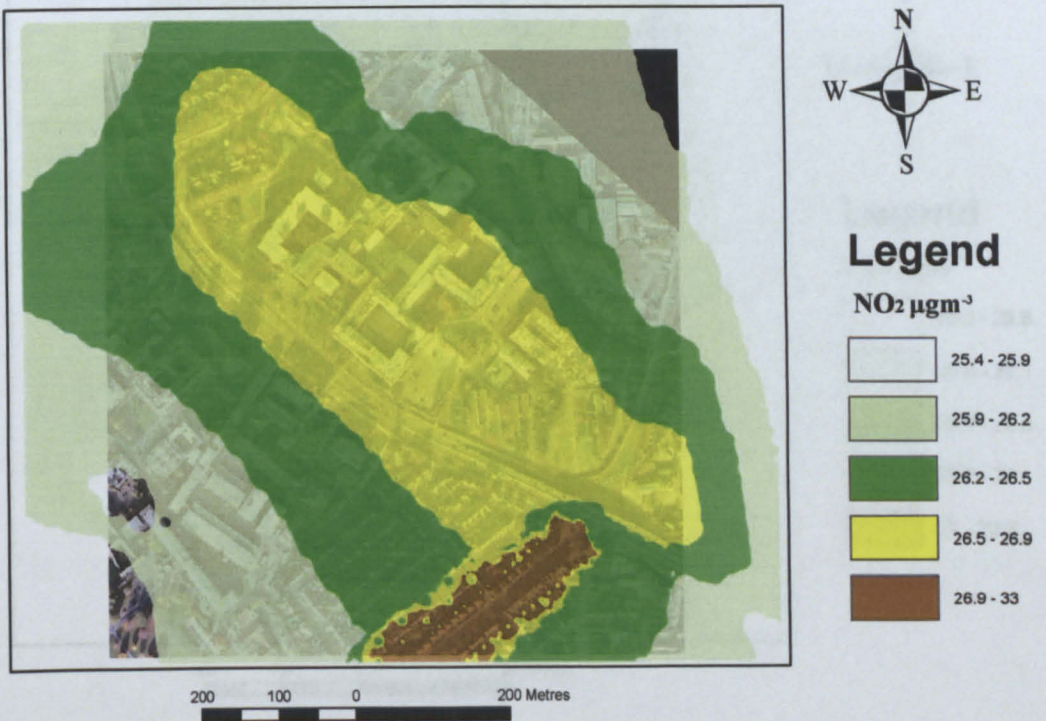 N
W E
S
Legend
NO₂ µgm⁻³
25.4 - 25.9
25.9 - 26.2
26.2 - 26.5
26.5 - 26.9
26.9 - 33
200 100 0 200 Metres